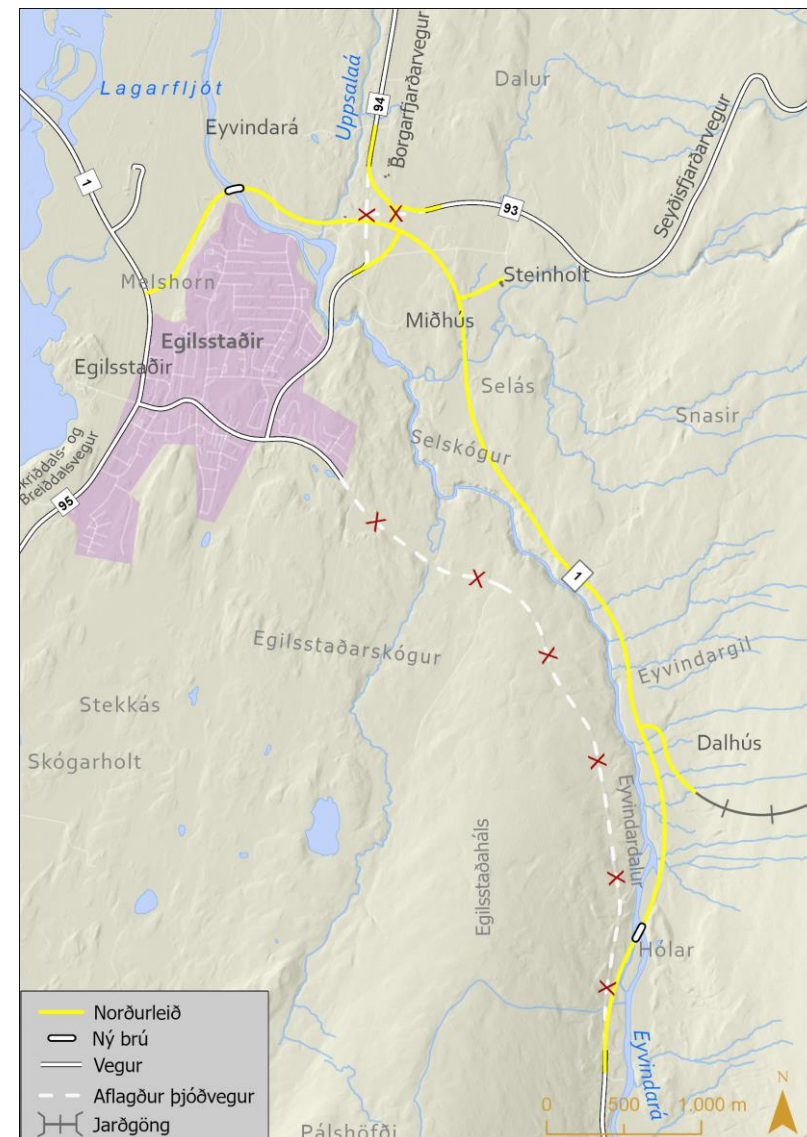 Lagarfljót
Dalur
Uppsalaá
94
Borgarfjarðarvegur
Eyvindará
1
Seyðisfjarðarvegur
93
Melshorn
Steinholt
Miðhús
Egilsstaðir
Egilsstaðir
Selás
Snasir
Selskógur
Skriðdals- og
Breiðdalsvegur
95
1
Egilsstaðarskógur
Eyvindargil
Stekkás
Skógarholt
Dalhús
Eyvindardalur
Egilsstaðaháls
Hólar
Eyvindará
Norðurleið
Ný brú
Vegur
Aflagður þjóðvegur
Jarðgöng
Pálshöfði
0 500 1.000 m
N